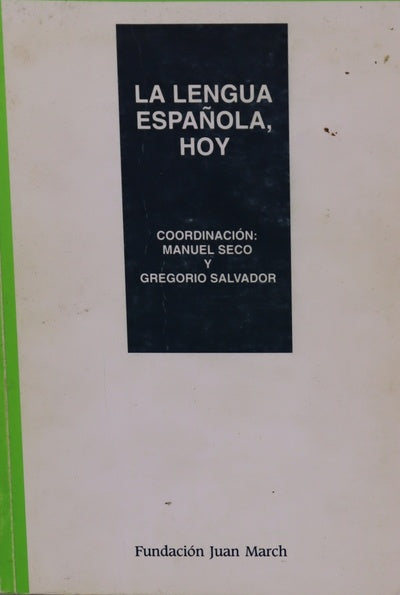 LA LENGUA
ESPAÑOLA,
HOY
COORDINACIÓN:
MANUEL SECO
Y
GREGORIO SALVADOR
Fundación Juan March